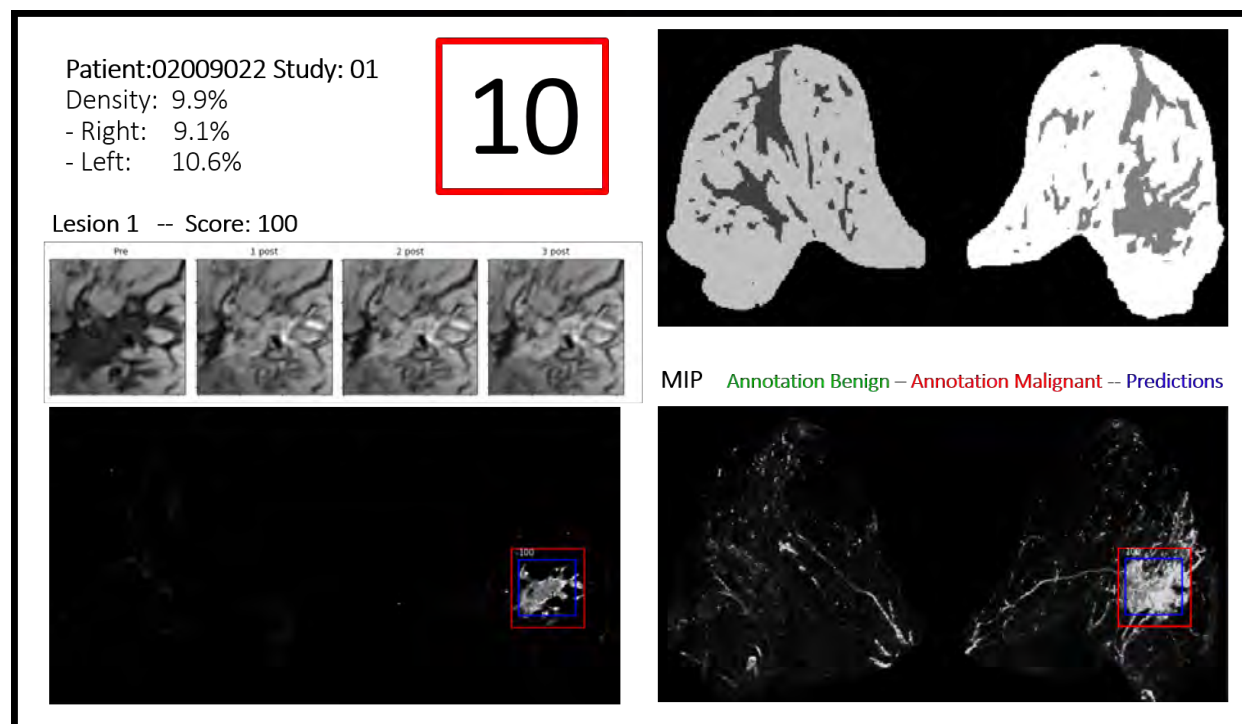 Patient:02009022 Study: 01
Density: 9.9%
- Right: 9.1%
- Left: 10.6%
10
Lesion 1 -- Score: 100
Pre
1 post
2 post
3 post
MIP Annotation Benign – Annotation Malignant -- Predictions
-100
100